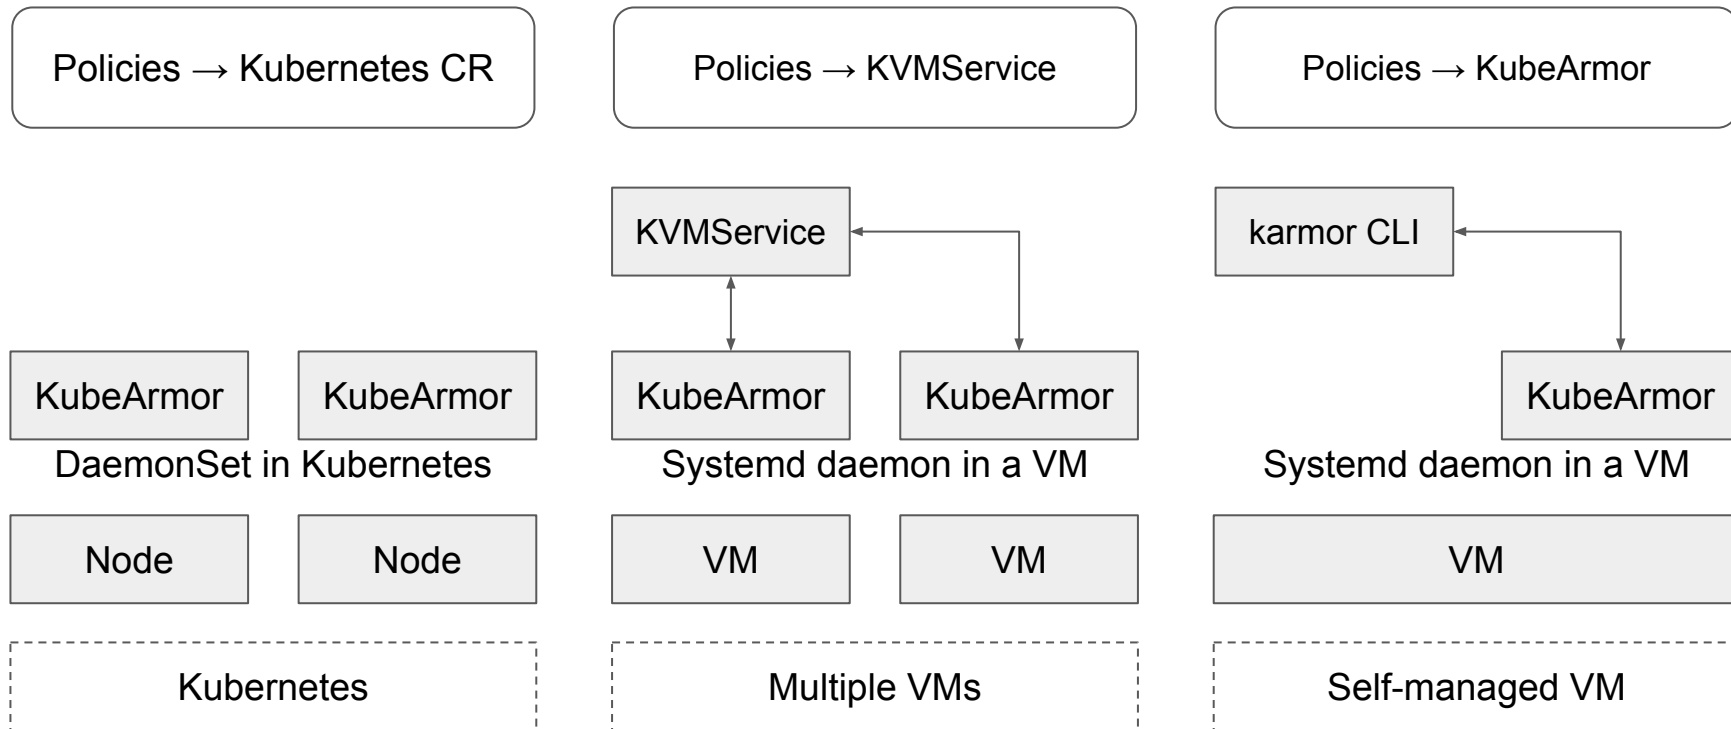 Policies → Kubernetes CR
Policies → KVMService
Policies → KubeArmor
KVMService
karmor CLI
KubeArmor
KubeArmor
KubeArmor
KubeArmor
KubeArmor
DaemonSet in Kubernetes
Systemd daemon in a VM
Systemd daemon in a VM
Node
Node
VM
VM
VM
Kubernetes
Multiple VMs
Self-managed VM